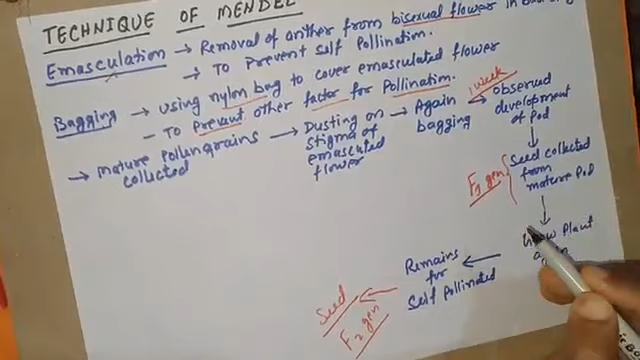 TECHNIQUE OF MENDEL
Emasculation → Removal of anther from bisexual flower in
→ To Prevent Self Pollination.
Bagging → using nylon bag to cover emasculated flower
- To Prevent other factor for Pollination.
→ mature Pollengrains collected → Dusting on stigma of emasculated flower → Again bagging
1 week
observed development of Pod
F1 gen
Seed collected from mature Pod
Plant
Remains for Self Pollinated
Seed
F2 gen